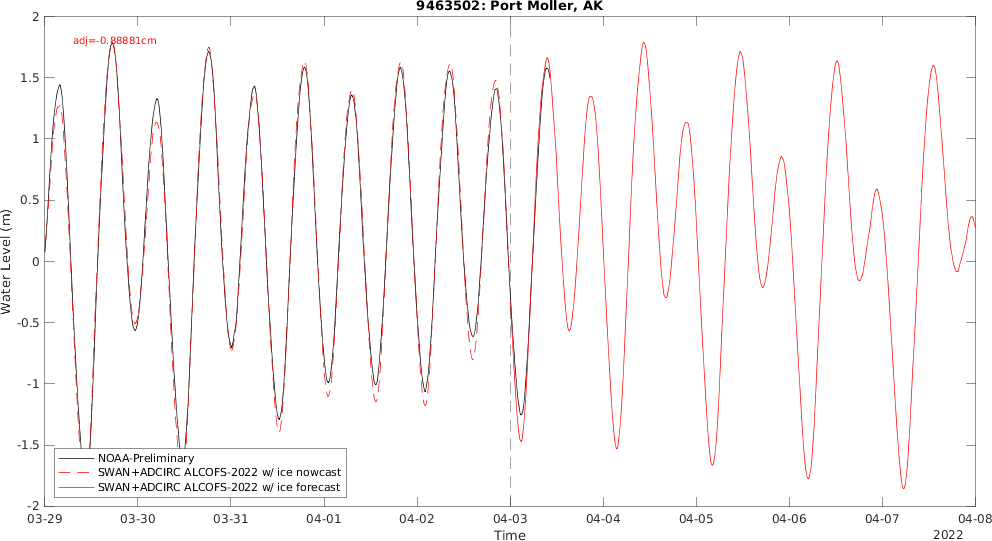 9463502: Port Moller, AK
adj=-0.88881cm
2
1.5
1
0.5
0
-0.5
-1
-1.5
-2
Water Level (m)
NOAA-Preliminary
SWAN+ADCIRC ALCOFS-2022 w/ ice nowcast
SWAN+ADCIRC ALCOFS-2022 w/ ice forecast
03-29 03-30 03-31 04-01 04-02 04-03 04-04 04-05 04-06 04-07 04-08
Time
2022